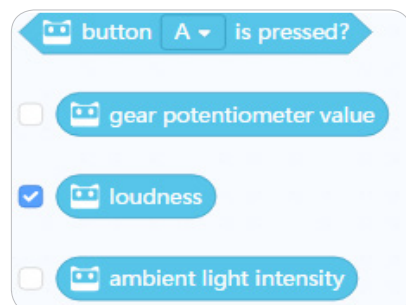 button A is pressed?
gear potentiometer value
loudness
ambient light intensity